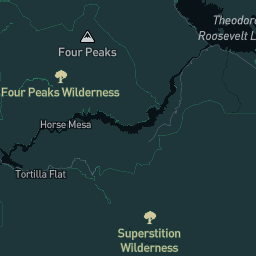 Theodore
Roosevelt L
Four Peaks
Four Peaks Wilderness
Horse Mesa
Tortilla Flat
Superstition
Wilderness